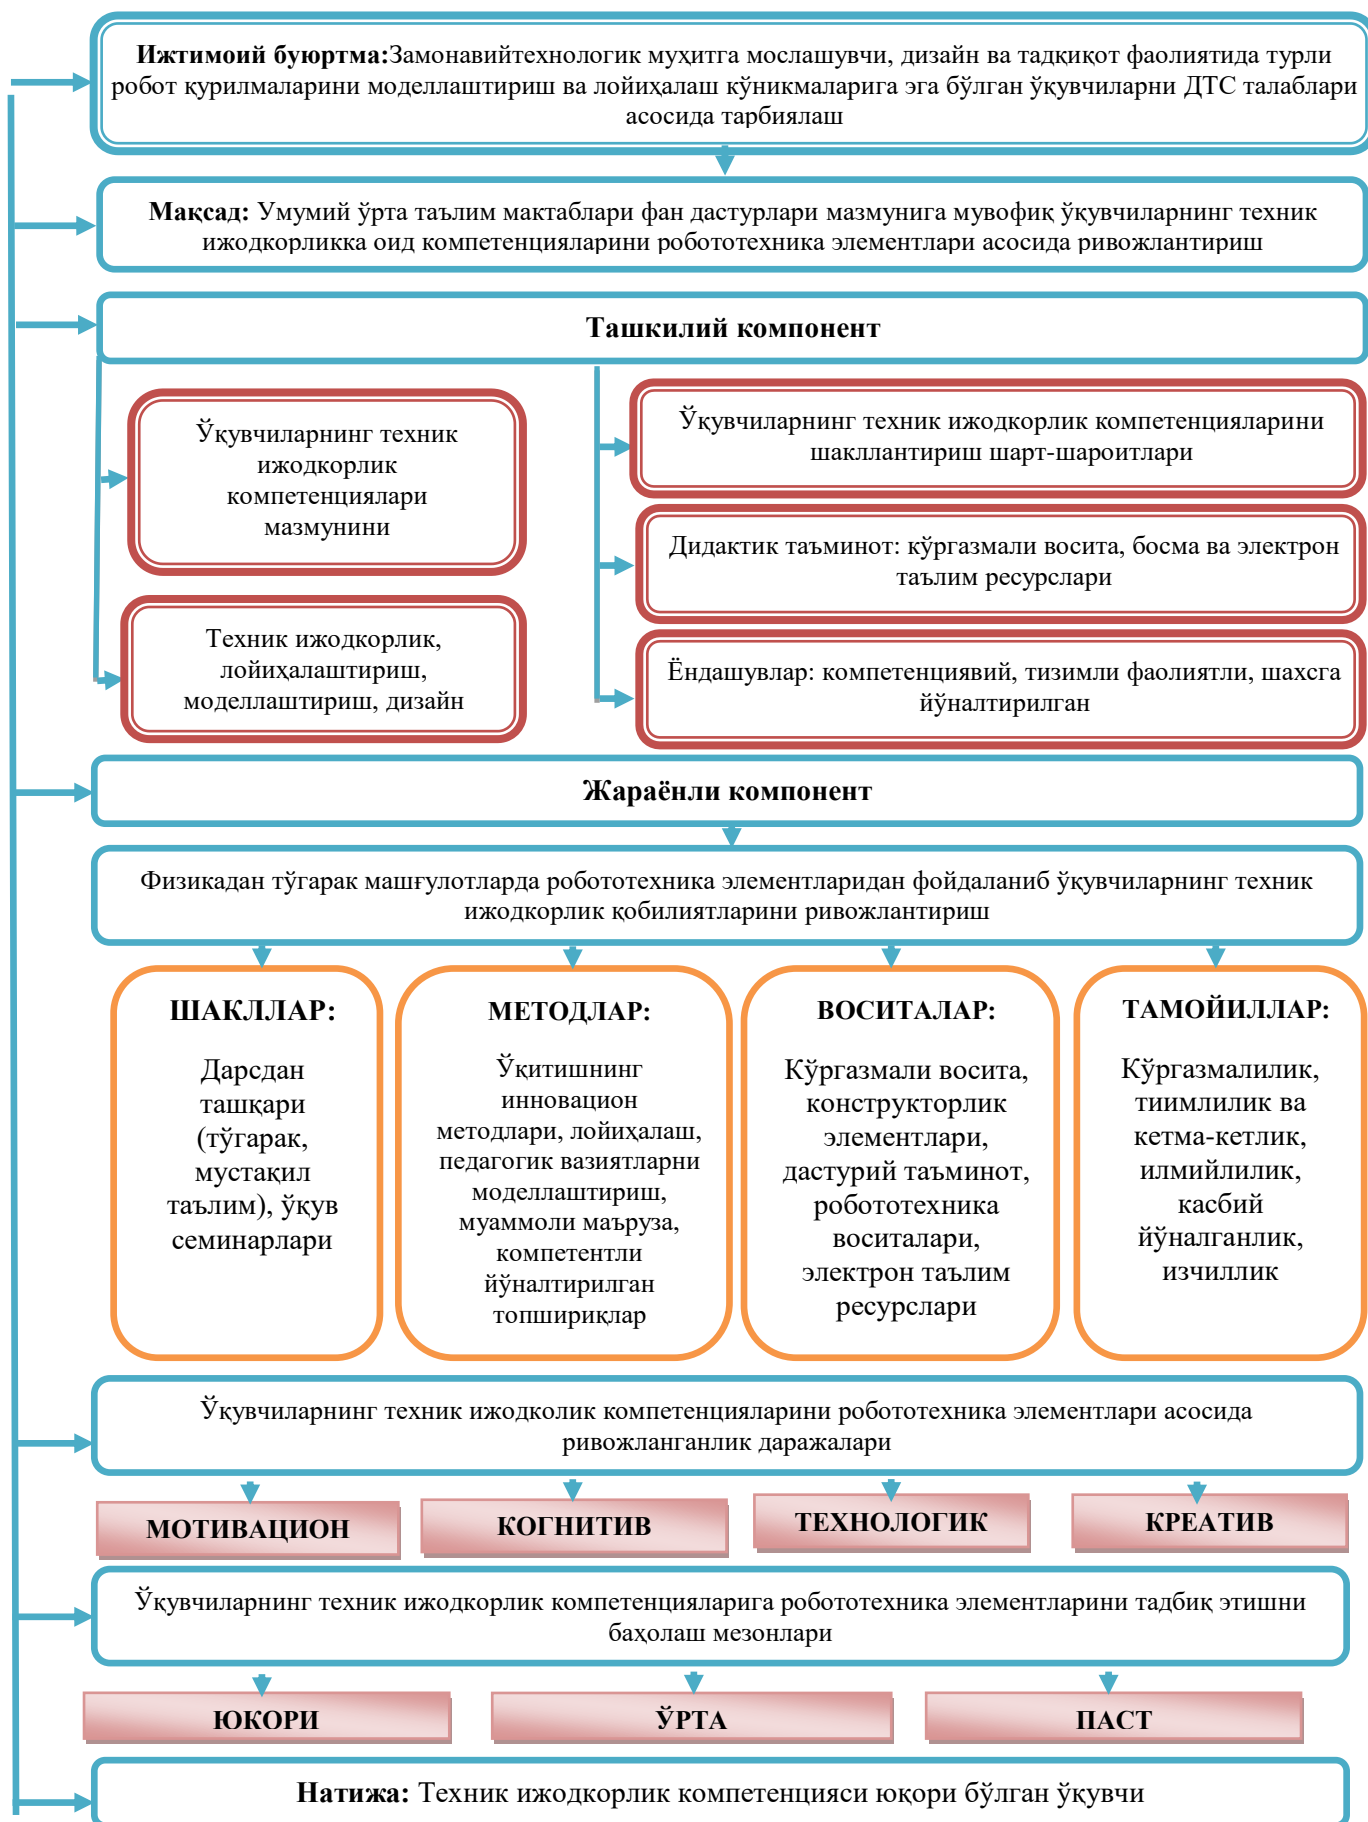 Ижтимоий буюртма:Замонавийтехнологик муҳитга мослашувчи, дизайн ва тадқиқот фаолиятида турли
робот қурилмаларини моделлаштириш ва лойиҳалаш кўникмаларига эга бўлган ўқувчиларни ДТС талаблари
асосида тарбиялаш
Мақсад: Умумий ўрта таълим мактаблари фан дастурлари мазмунига мувофиқ ўқувчиларнинг техник
ижодкорликка оид компетенцияларини робототехника элементлари асосида ривожлантириш
Ташкилий компонент
Ўқувчиларнинг техник
ижодкорлик
компетенциялари
мазмунини
Техник ижодкорлик,
лойиҳалаштириш,
моделлаштириш, дизайн
Ўқувчиларнинг техник ижодкорлик компетенцияларини
шакллантириш шарт-шароитлари
Дидактик таъминот: кўргазмали восита, босма ва электрон
таълим ресурслари
Ёндашувлар: компетенциявий, тизимли фаолиятли, шахсга
йўналтирилган
Жараёнли компонент
Физикадан тўгарак машғулотларда робототехника элементларидан фойдаланиб ўқувчиларнинг техник
ижодкорлик қобилиятларини ривожлантириш
ШАКЛЛАР:
Дарсдан
ташқари
(тўгарак,
мустақил
таълим), ўқув
семинарлари
МЕТОДЛАР:
Ўқитишнинг
инновацион
методлари, лойиҳалаш,
педагогик вазиятларни
моделлаштириш,
муаммоли маъруза,
компетентли
йўналтирилган
топшириқлар
ВОСИТАЛАР:
Кўргазмали восита,
конструкторлик
элементлари,
дастурий таъминот,
робототехника
воситалари,
электрон таълим
ресурслари
ТАМОЙИЛЛАР:
Кўргазмалилик,
тиимлилик ва
кетма-кетлик,
илмийлилик,
касбий
йўналганлик,
изчиллик
Ўқувчиларнинг техник ижодколик компетенцияларини робототехника элементлари асосида
ривожланганлик даражалари
МОТИВАЦИОН
КОГНИТИВ
ТЕХНОЛОГИК
КРЕАТИВ
Ўқувчиларнинг техник ижодкорлик компетенцияларига робототехника элементларини тадбиқ этишни
баҳолаш мезонлари
ЮКОРИ
ЎРТА
ПАСТ
Натижа: Техник ижодкорлик компетенцияси юқори бўлган ўқувчи